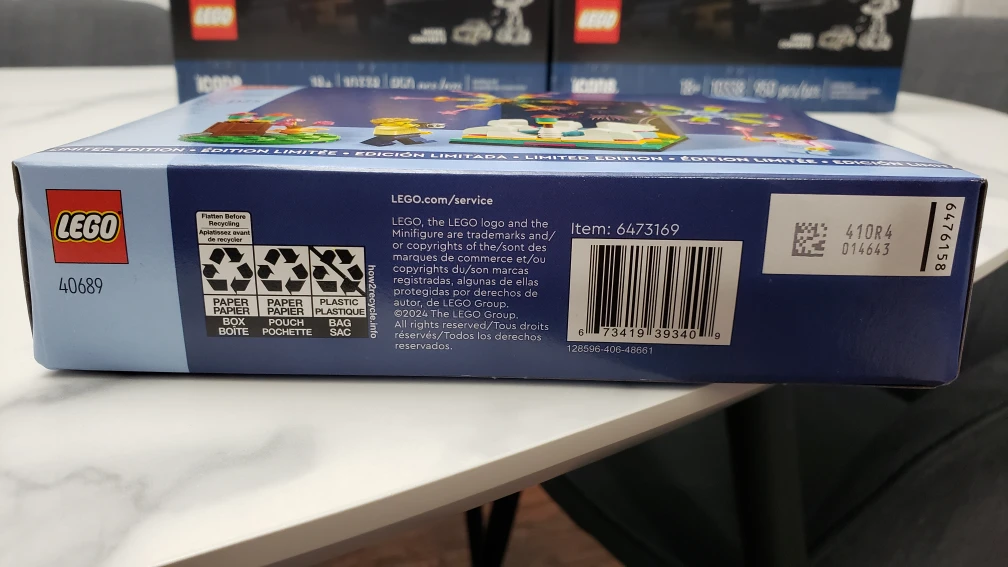 LEGO
LEGO
ICONS 18+ 10338 950 pcs/pzs
ICONS 18+ 10338 950 pcs/pzs
LIMITED EDITION • ÉDITION LIMITÉE • EDICIÓN LIMITADA • LIMITED EDITION • ÉDITION LIMITÉE • EDICIÓN LIMITADA
LEGO
40689
Flatten Before
Recycling
Aplatissez avant
de recycler
PAPER
PAPIER
BOX
BOÎTE
PAPER
PAPIER
POUCH
POCHETTE
PLASTIC
PLASTIQUE
BAG
SAC
how2recycle.info
LEGO.com/service
LEGO, the LEGO logo and the
Minifigure are trademarks and/
or copyrights of the/sont des
marques de commerce et/ou
copyrights du/son marcas
registradas, algunas de ellas
protegidas por derechos de
autor, de LEGO Group.
©2024 The LEGO Group.
All rights reserved/Tous droits
réservés/Todos los derechos
reservados.
Item: 6473169
6 73419 39340 9
128596-406-48661
410R4
014643
6476158